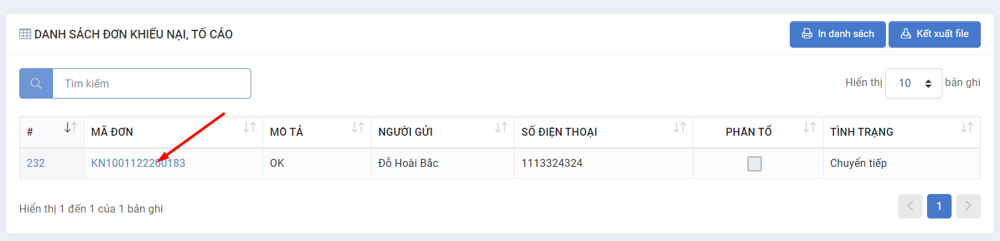 DANH SÁCH ĐƠN KHIẾU NẠI, TỐ CÁO
In danh sách
Kết xuất file
Tìm kiếm
Hiển thị 10 bản ghi
# MÃ ĐƠN MÔ TẢ NGƯỜI GỬI SỐ ĐIỆN THOẠI PHÂN TỔ TÌNH TRẠNG
232 KN1001122200183 OK Đỗ Hoài Bắc 1113324324 Chuyển tiếp
Hiển thị 1 đến 1 của 1 bản ghi
1